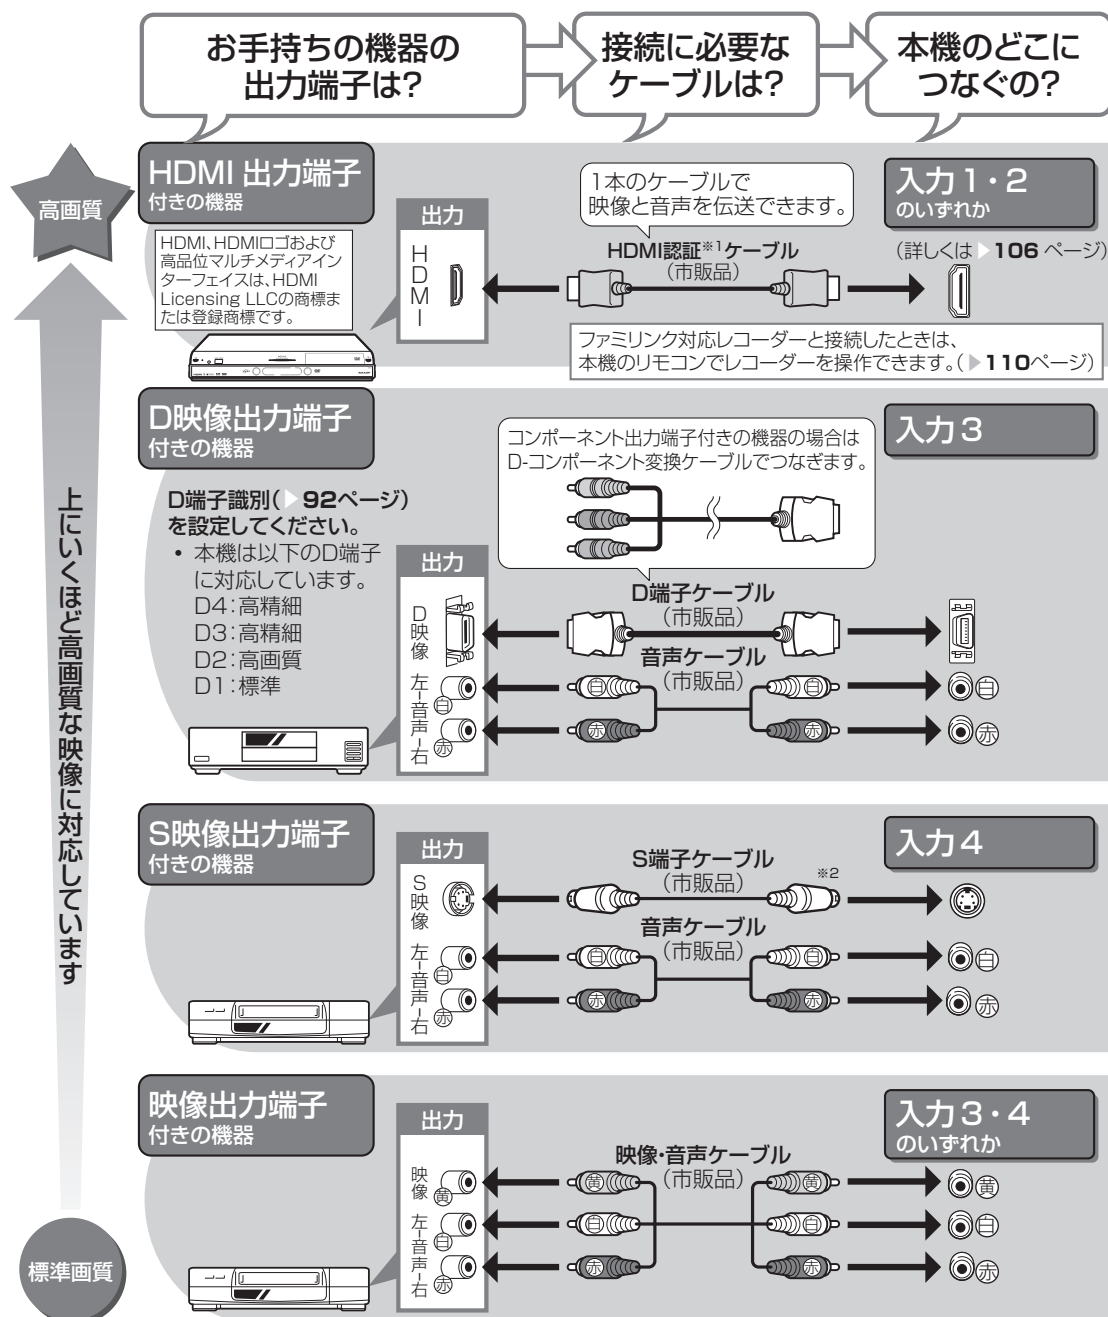 お手持ちの機器の
出力端子は?
接続に必要な
ケーブルは?
本機のどこに
つなぐの?
高画質
上にいくほど高画質な映像に対応しています
標準画質
HDMI 出力端子
付きの機器
HDMI、HDMIロゴおよび
高品位マルチメディアイン
ターフェイスは、HDMI
Licensing LLCの商標ま
たは登録商標です。
出力
HDMI
1本のケーブルで
映像と音声を伝送できます。
HDMI認証※1ケーブル
(市販品)
入力1・2
のいずれか
(詳しくは▶106 ページ)
ファミリンク対応レコーダーと接続したときは、
本機のリモコンでレコーダーを操作できます。(▶110ページ)
D映像出力端子
付きの機器
D端子識別(▶92ページ)
を設定してください。
• 本機は以下のD端子
に対応しています。
D4:高精細
D3:高精細
D2:高画質
D1:標準
出力
D映像
左-音声-右
白
赤
コンポーネント出力端子付きの機器の場合は
D-コンポーネント変換ケーブルでつなぎます。
D端子ケーブル
(市販品)
音声ケーブル
(市販品)
白
白
赤
赤
入力3
白
赤
S映像出力端子
付きの機器
出力
S映像
左-音声-右
白
赤
S端子ケーブル
(市販品)
※2
音声ケーブル
(市販品)
白
白
赤
赤
入力4
白
赤
映像出力端子
付きの機器
出力
映像
黄
左-音声-右
白
赤
映像・音声ケーブル
(市販品)
黄
黄
白
白
赤
赤
入力3・4
のいずれか
黄
白
赤